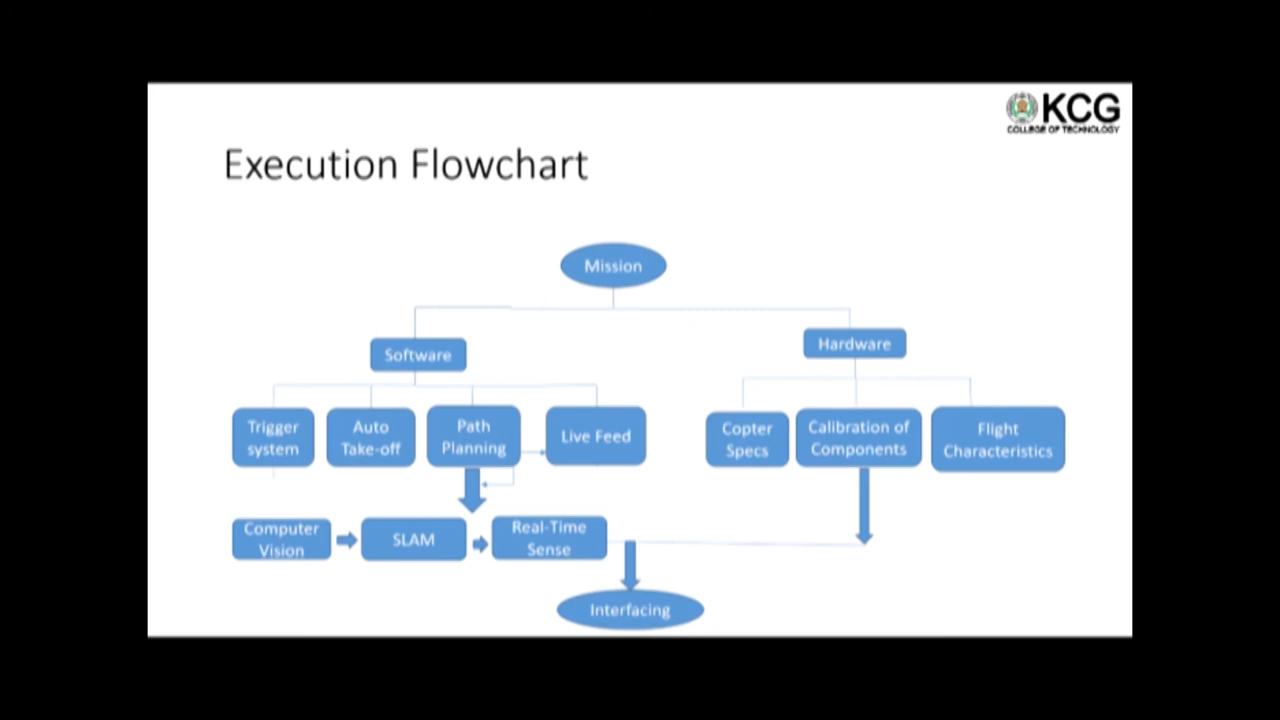 KCG
COLLEGE OF TECHNOLOGY
Execution Flowchart
Mission
Software
Hardware
Trigger
system
Auto
Take-off
Path
Planning
Live Feed
Copter
Specs
Calibration of
Components
Flight
Characteristics
Computer
Vision
SLAM
Real-Time
Sense
Interfacing